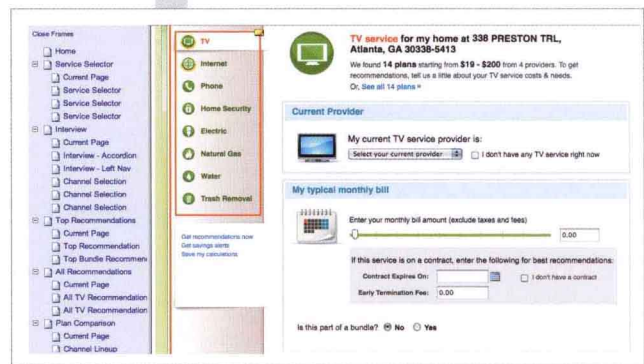 Close Frames
Home
Service Selector
Current Page
Service Selector
Service Selector
Service Selector
Interview
Current Page
Interview - Accordion
Interview - Left Nav
Channel Selection
Channel Selection
Channel Selection
Top Recommendations
Current Page
Top Recommendation
Top Bundle Recommen
All Recommendations
Current Page
All TV Recommendation
All TV Recommendation
Plan Comparison
Current Page
Channel Lineup
TV
Internet
Phone
Home Security
Electric
Natural Gas
Water
Trash Removal
Get recommendations now
Get savings alerts
Save my calculations
TV service for my home at 338 PRESTON TRL,
Atlanta, GA 30338-5413
We found 14 plans starting from $19 - $200 from 4 providers. To get
recommendations, tell us a little about your TV service costs & needs.
Or, See all 14 plans »
Current Provider
My current TV service provider is:
Select your current provider I don't have any TV service right now
My typical monthly bill
Enter your monthly bill amount (exclude taxes and fees)
0.00
If this service is on a contract, enter the following for best recommendations:
Contract Expires On: I don't have a contract
Early Termination Fee: 0.00
Is this part of a bundle? No Yes